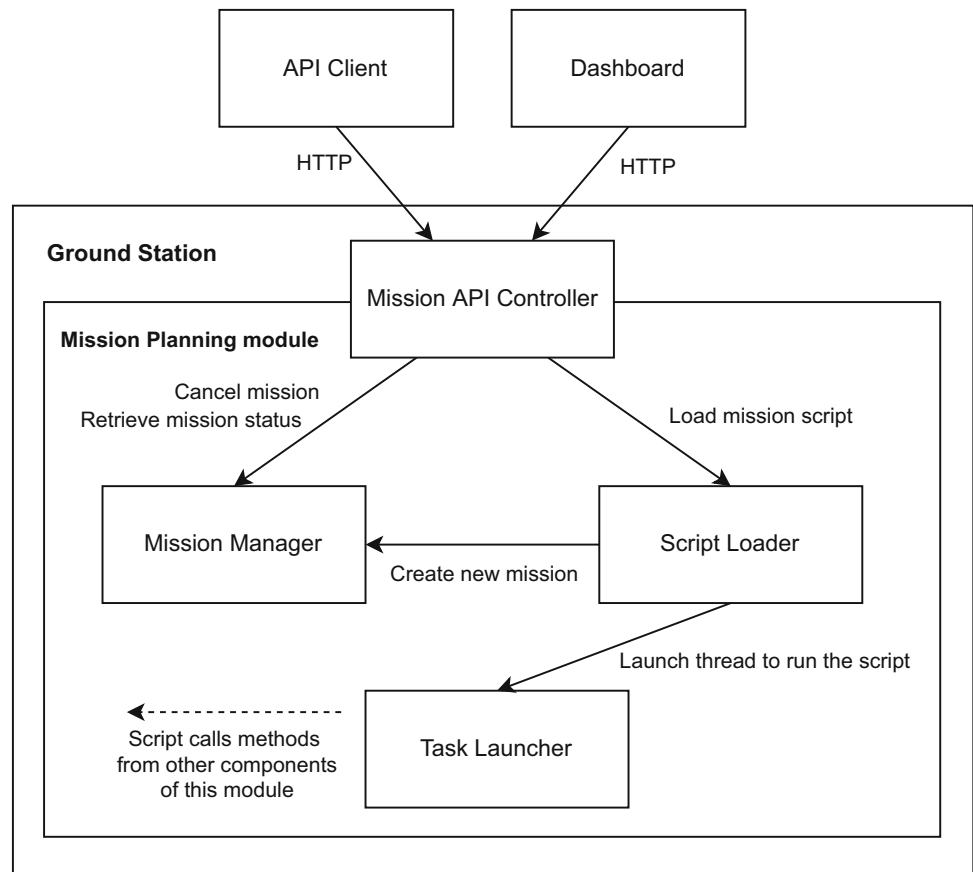 API Client
Dashboard
HTTP
HTTP
Ground Station
Mission API Controller
Mission Planning module
Cancel mission
Retrieve mission status
Load mission script
Mission Manager
Script Loader
Create new mission
Launch thread to run the script
Script calls methods
from other components
of this module
Task Launcher